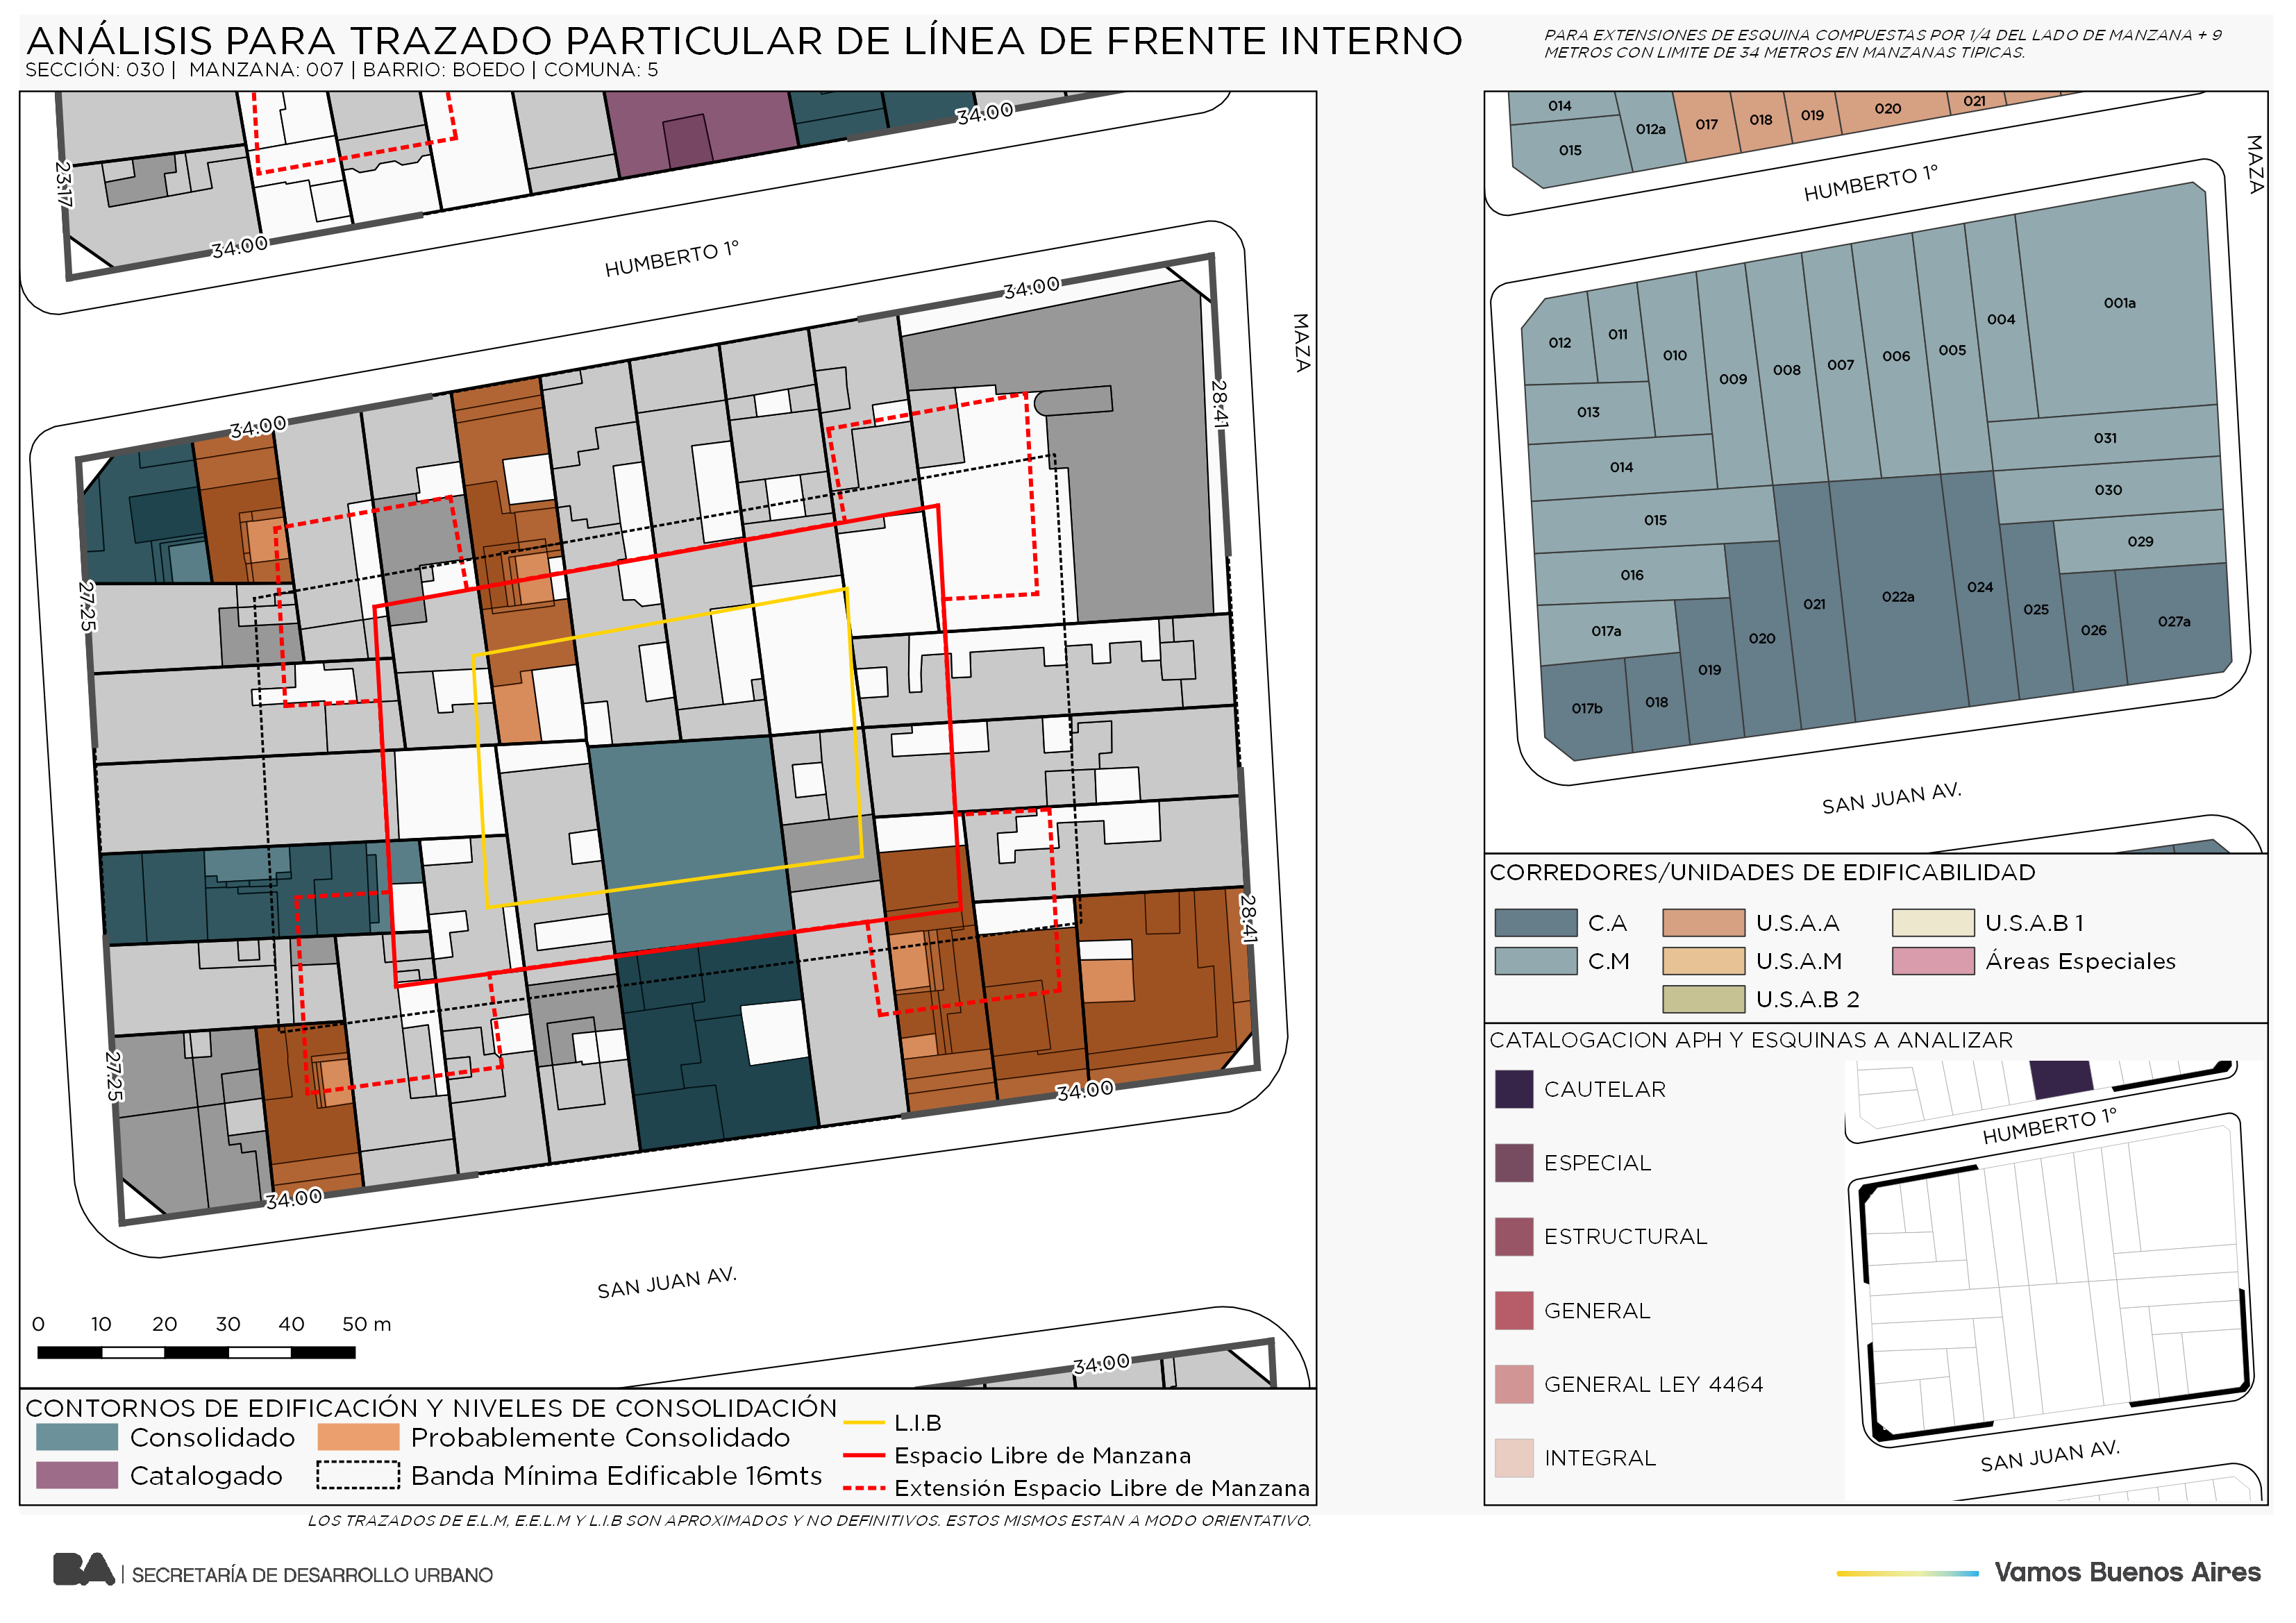 ANÁLISIS PARA TRAZADO PARTICULAR DE LÍNEA DE FRENTE INTERNO
SECCIÓN: 030 | MANZANA: 007 | BARRIO: BOEDO | COMUNA: 5
PARA EXTENSIONES DE ESQUINA COMPUESTAS POR 1/4 DEL LADO DE MANZANA + 9
METROS CON LIMITE DE 34 METROS EN MANZANAS TIPICAS.
34.00
23.17
34.00
HUMBERTO 1°
34.00
MAZA
28.41
34.00
27.25
28.41
27.25
34.00
34.00
SAN JUAN AV.
34.00
0 10 20 30 40 50 m
CONTORNOS DE EDIFICACIÓN Y NIVELES DE CONSOLIDACIÓN
Consolidado
Probablemente Consolidado
Catalogado
Banda Mínima Edificable 16mts
L.I.B
Espacio Libre de Manzana
Extensión Espacio Libre de Manzana
LOS TRAZADOS DE E.L.M, E.E.L.M Y L.I.B SON APROXIMADOS Y NO DEFINITIVOS. ESTOS MISMOS ESTAN A MODO ORIENTATIVO.
014
015
012a
017
018
019
020
021
MAZA
HUMBERTO 1°
012
011
010
009
008
007
006
005
004
001a
013
014
015
016
017a
017b
018
019
020
021
022a
024
025
026
027a
029
030
031
SAN JUAN AV.
CORREDORES/UNIDADES DE EDIFICABILIDAD
C.A
U.S.A.A
U.S.A.B 1
C.M
U.S.A.M
Áreas Especiales
U.S.A.B 2
CATALOGACION APH Y ESQUINAS A ANALIZAR
CAUTELAR
ESPECIAL
ESTRUCTURAL
GENERAL
GENERAL LEY 4464
INTEGRAL
HUMBERTO 1°
SAN JUAN AV.
BA | SECRETARÍA DE DESARROLLO URBANO
Vamos Buenos Aires